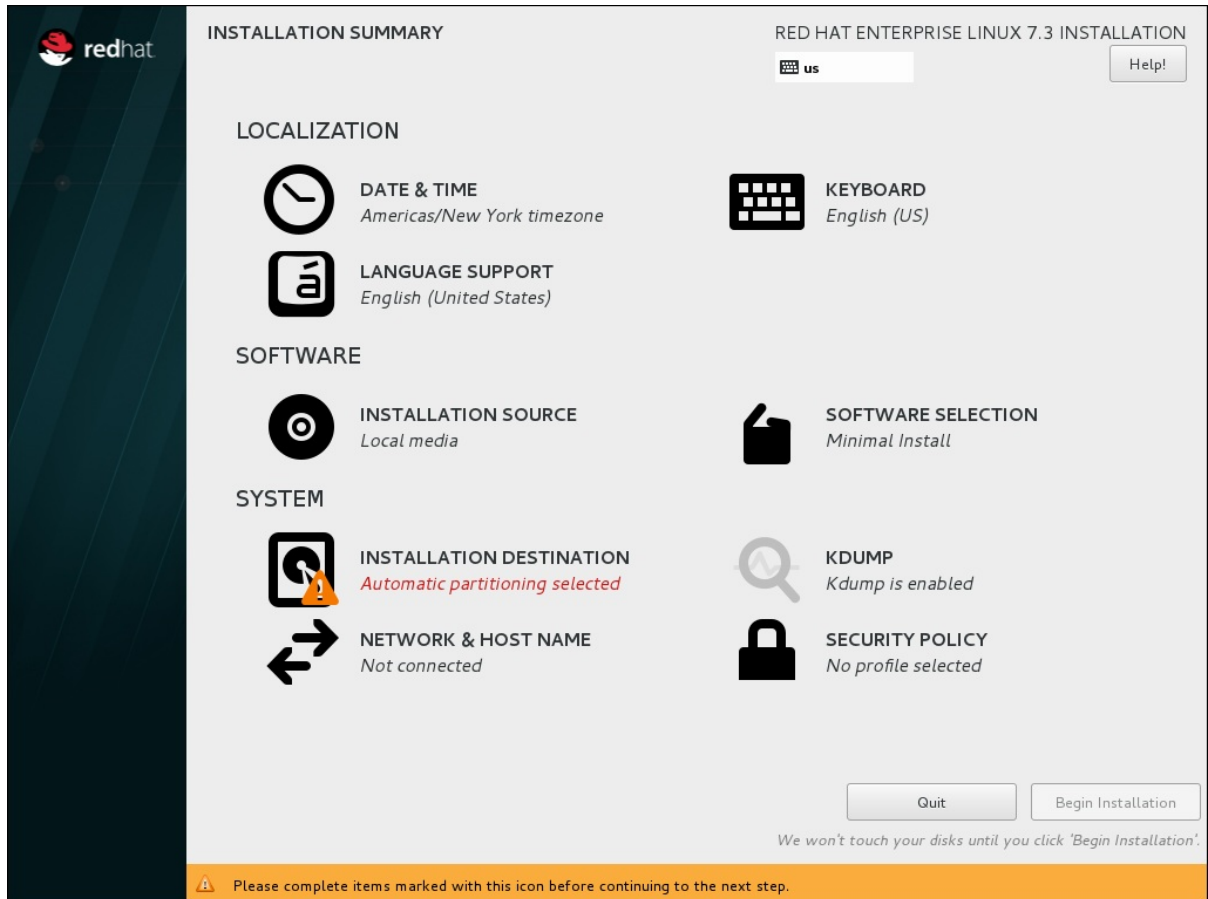 redhat.
INSTALLATION SUMMARY
RED HAT ENTERPRISE LINUX 7.3 INSTALLATION
us
Help!
LOCALIZATION
DATE & TIME
Americas/New York timezone
KEYBOARD
English (US)
á
LANGUAGE SUPPORT
English (United States)
SOFTWARE
INSTALLATION SOURCE
Local media
SOFTWARE SELECTION
Minimal Install
SYSTEM
INSTALLATION DESTINATION
Automatic partitioning selected
KDUMP
Kdump is enabled
NETWORK & HOST NAME
Not connected
SECURITY POLICY
No profile selected
Quit
Begin Installation
We won't touch your disks until you click 'Begin Installation'.
Please complete items marked with this icon before continuing to the next step.